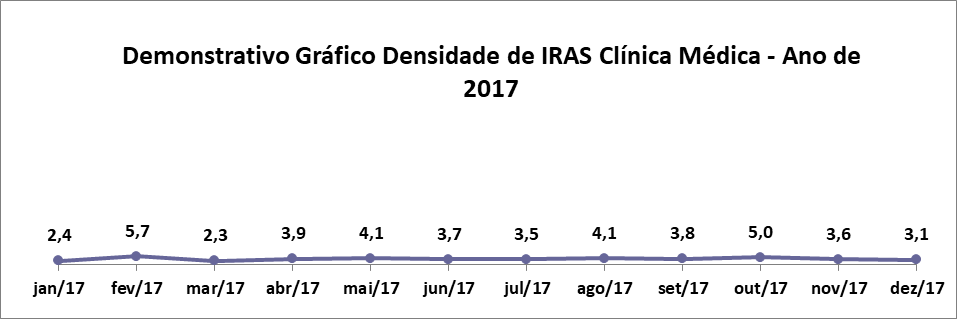 Demonstrativo Gráfico Densidade de IRAS Clínica Médica - Ano de
2017
2,4 5,7 2,3 3,9 4,1 3,7 3,5 4,1 3,8 5,0 3,6 3,1
jan/17 fev/17 mar/17 abr/17 mai/17 jun/17 jul/17 ago/17 set/17 out/17 nov/17 dez/17